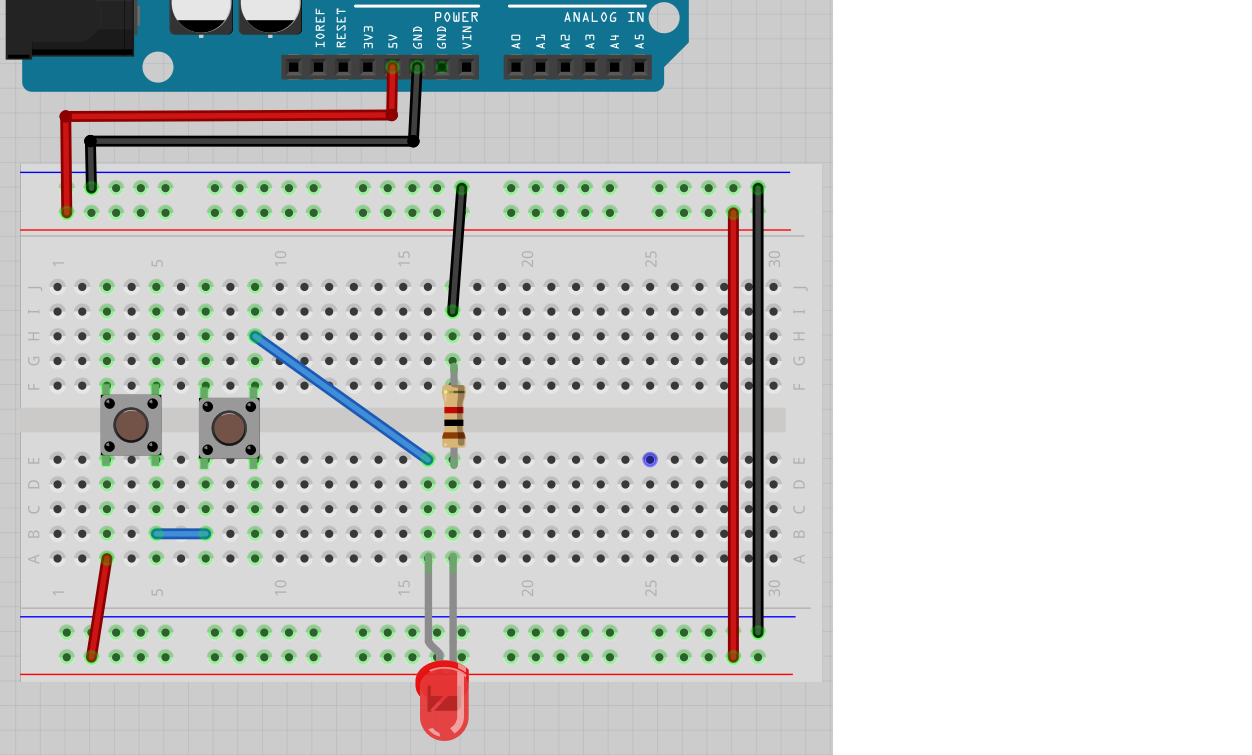 POWER ANALOG IN
IOREF RESET 3V3 5V GND GND VIN A0 A1 A2 A3 A4 A5
1 5 10 15 20 25 30
J J
I I
H H
G G
F F
E E
D D
C C
B B
A A
1 5 10 15 20 25 30